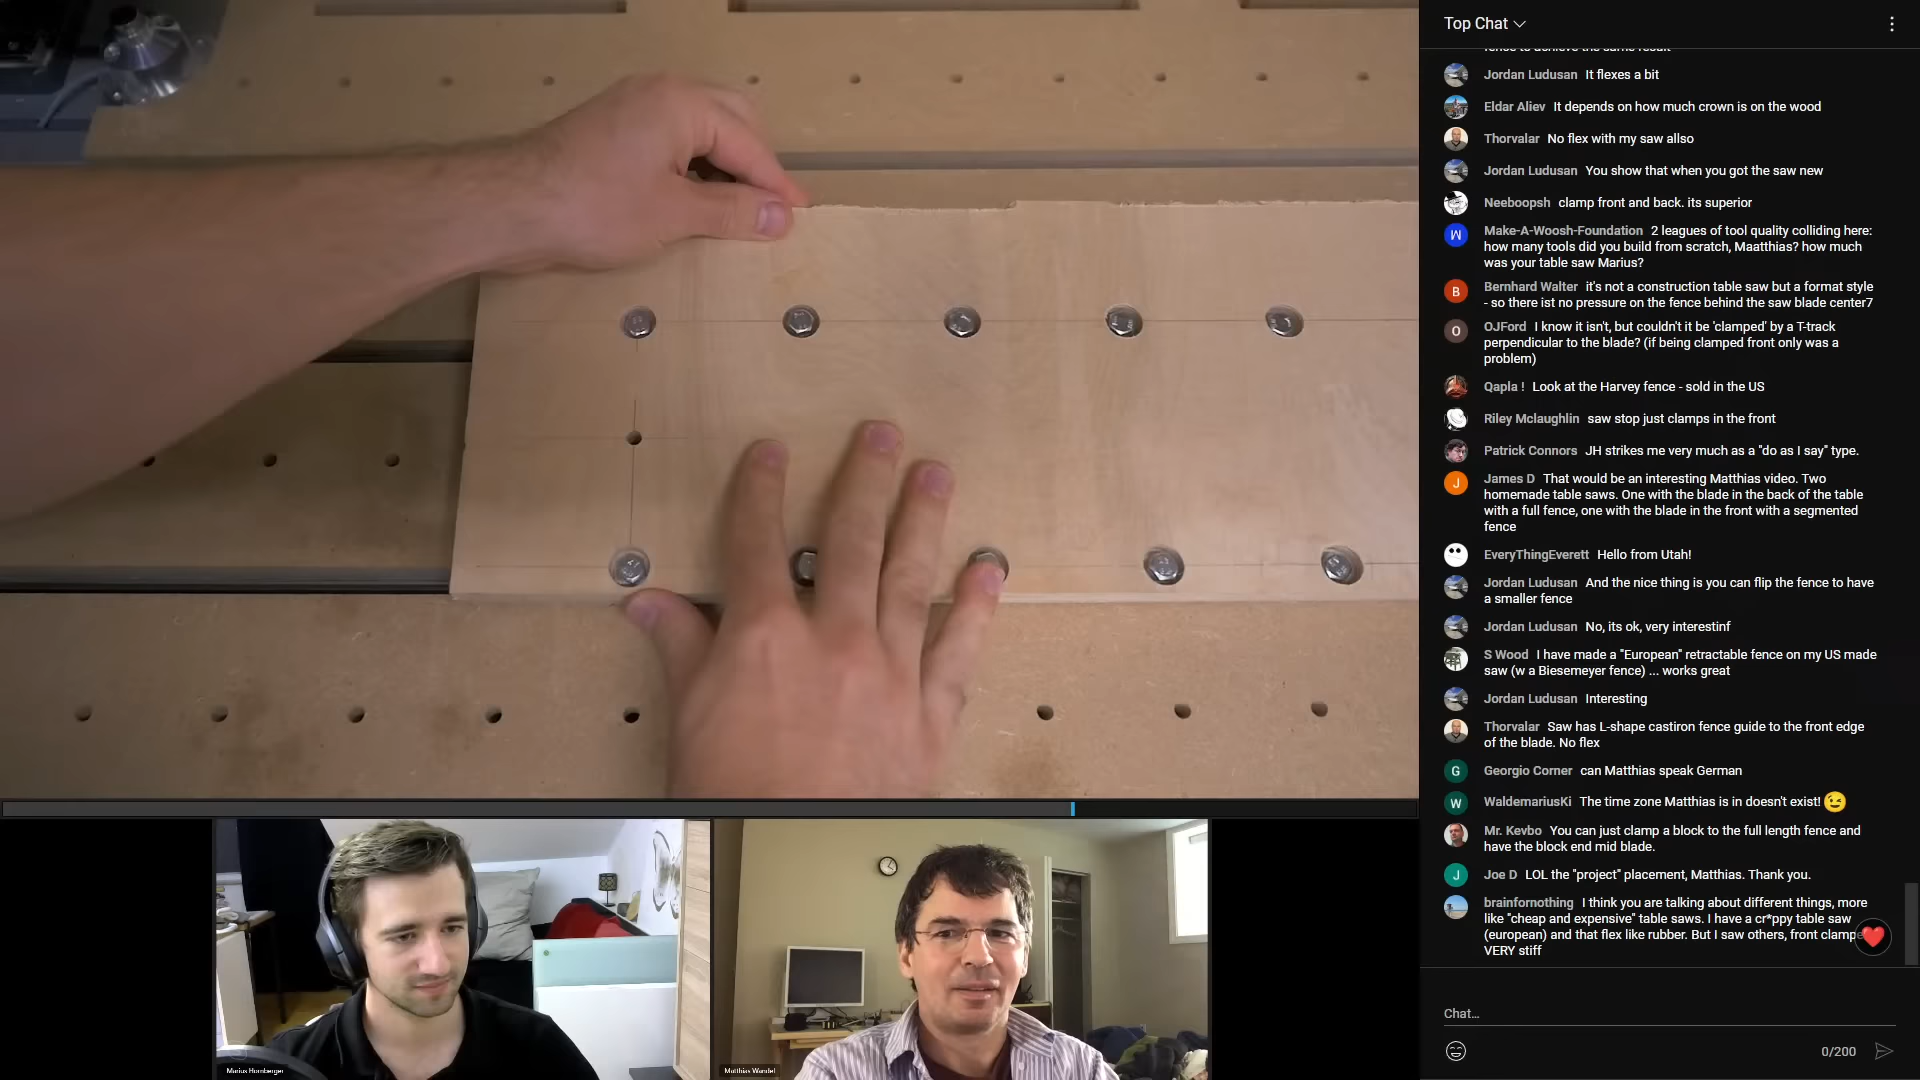 Top Chat
fence to achieve the same result
Jordan Ludusan It flexes a bit
Eldar Aliev It depends on how much crown is on the wood
Thorvalar No flex with my saw allso
Jordan Ludusan You show that when you got the saw new
Neeboopsh clamp front and back. its superior
W
Make-A-Woosh-Foundation 2 leagues of tool quality colliding here:
how many tools did you build from scratch, Maatthias? how much
was your table saw Marius?
B
Bernhard Walter it's not a construction table saw but a format style
- so there ist no pressure on the fence behind the saw blade center7
O
OJFord I know it isn't, but couldn't it be 'clamped' by a T-track
perpendicular to the blade? (if being clamped front only was a
problem)
Qapla ! Look at the Harvey fence - sold in the US
Riley Mclaughlin saw stop just clamps in the front
Patrick Connors JH strikes me very much as a "do as I say" type.
J
James D That would be an interesting Matthias video. Two
homemade table saws. One with the blade in the back of the table
with a full fence, one with the blade in the front with a segmented
fence
EveryThingEverett Hello from Utah!
Jordan Ludusan And the nice thing is you can flip the fence to have
a smaller fence
Jordan Ludusan No, its ok, very interestinf
S Wood I have made a "European" retractable fence on my US made
saw (w a Biesemeyer fence) ... works great
Jordan Ludusan Interesting
Thorvalar Saw has L-shape castiron fence guide to the front edge
of the blade. No flex
G
Georgio Corner can Matthias speak German
W
WaldemariusKi The time zone Matthias is in doesn't exist! 😉
Mr. Kevbo You can just clamp a block to the full length fence and
have the block end mid blade.
J
Joe D LOL the "project" placement, Matthias. Thank you.
brainfornothing I think you are talking about different things, more
like "cheap and expensive" table saws. I have a cr*ppy table saw
(european) and that flex like rubber. But I saw others, front clamp
VERY stiff
Chat...
0/200
Marius Hornberger
Matthias Wandel